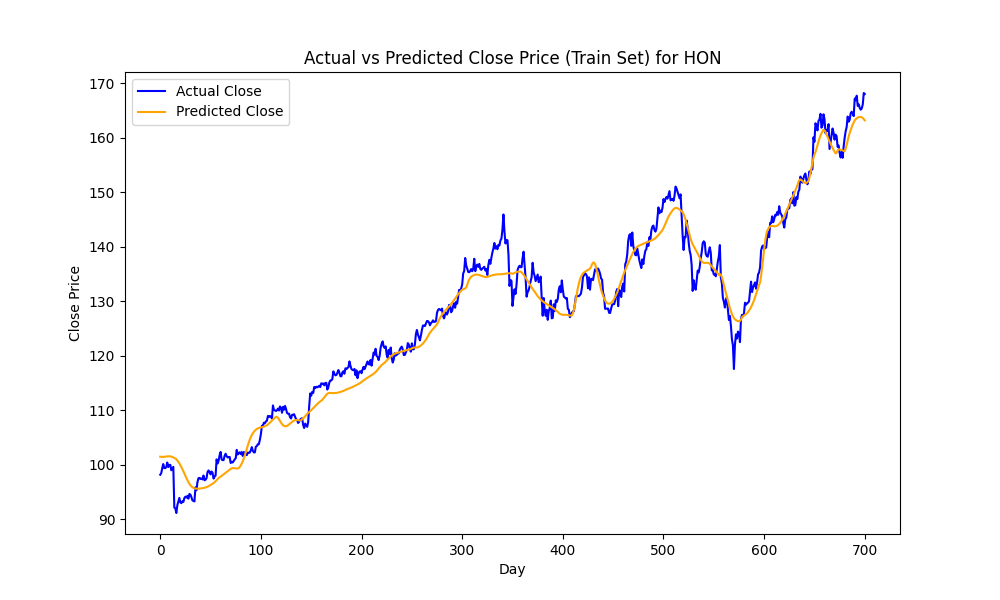 Actual vs Predicted Close Price (Train Set) for HON
Actual Close
Predicted Close
Close Price
170
160
150
140
130
120
110
100
90
0 100 200 300 400 500 600 700
Day